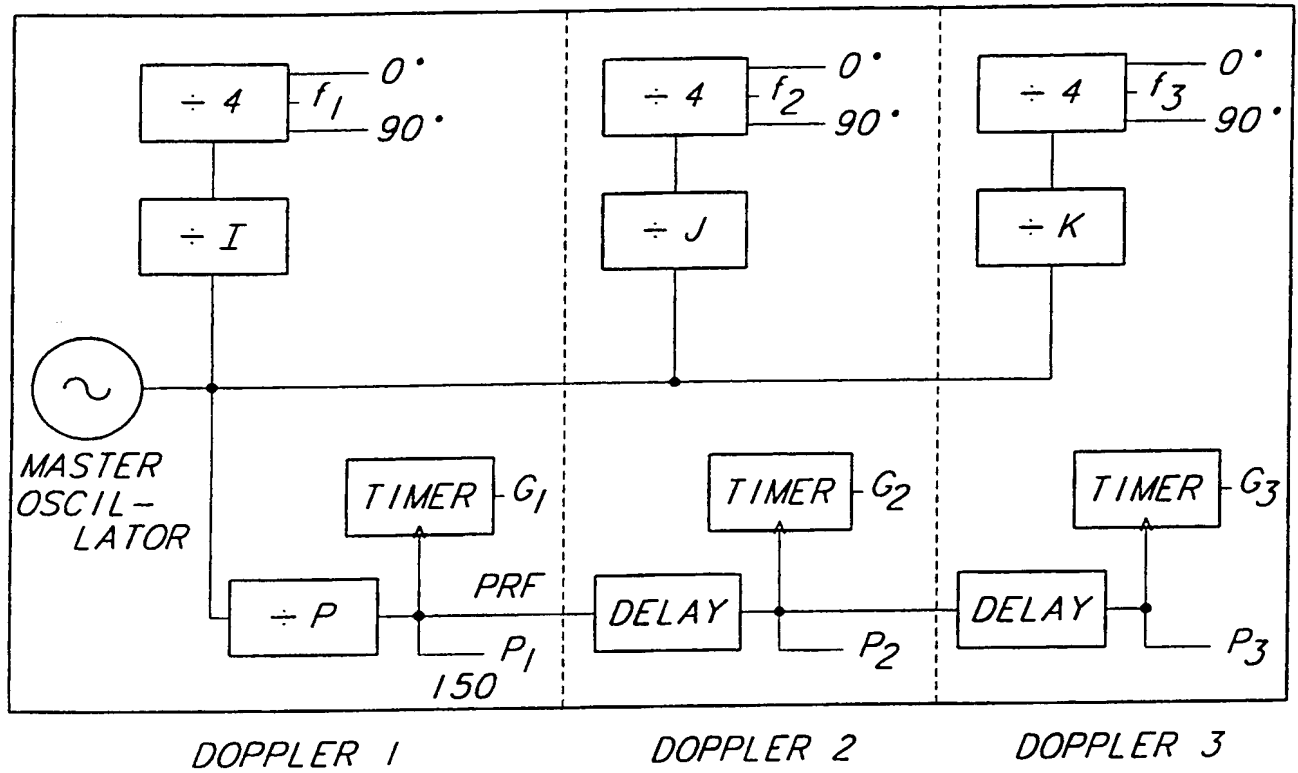 ÷ 4
f1
0°
90°
÷ 4
f2
0°
90°
÷ 4
f3
0°
90°
÷ I
÷ J
÷ K
MASTER
OSCIL-
LATOR
TIMER
G1
TIMER
G2
TIMER
G3
÷ P
PRF
P1
150
DELAY
P2
DELAY
P3
DOPPLER 1
DOPPLER 2
DOPPLER 3